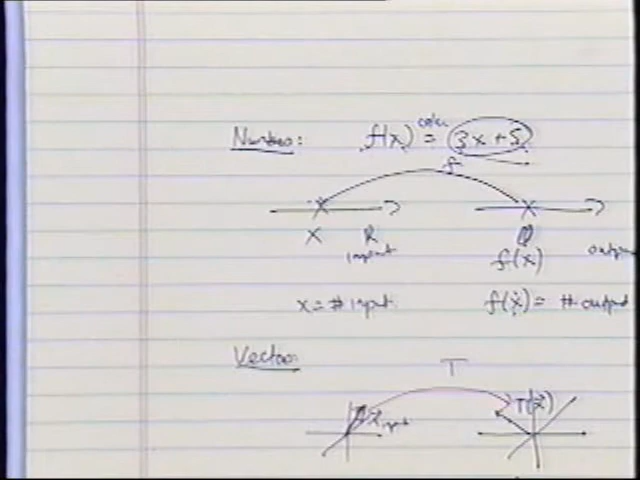 Numbers: f(x) calc = 3x + 5
f
x R f(x)
input output
x = # input f(x) = # output
Vectors T
x⃗ input T(x⃗)